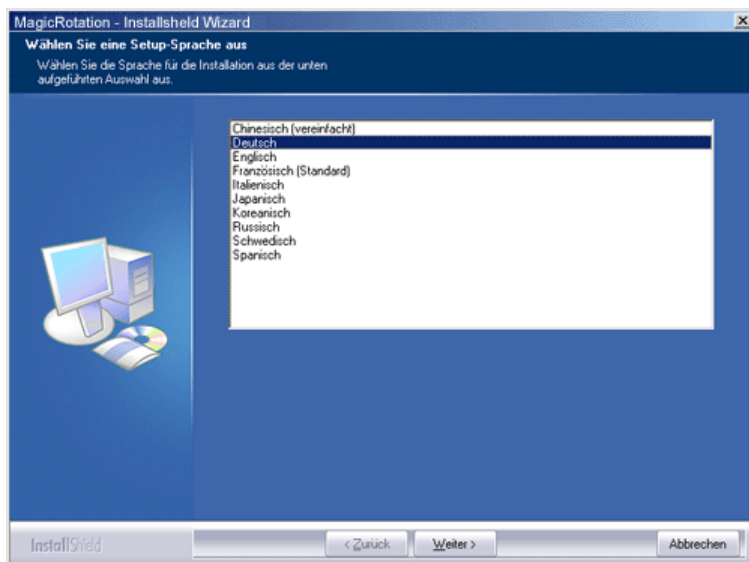 MagicRotation - Installsheld Wizard
Wählen Sie eine Setup-Sprache aus
Wählen Sie die Sprache für die Installation aus der unten
aufgeführten Auswahl aus.
Chinesisch (vereinfacht)
Deutsch
Englisch
Französisch (Standard)
Italienisch
Japanisch
Koreanisch
Russisch
Schwedisch
Spanisch
InstallShield
< Zurück
Weiter >
Abbrechen